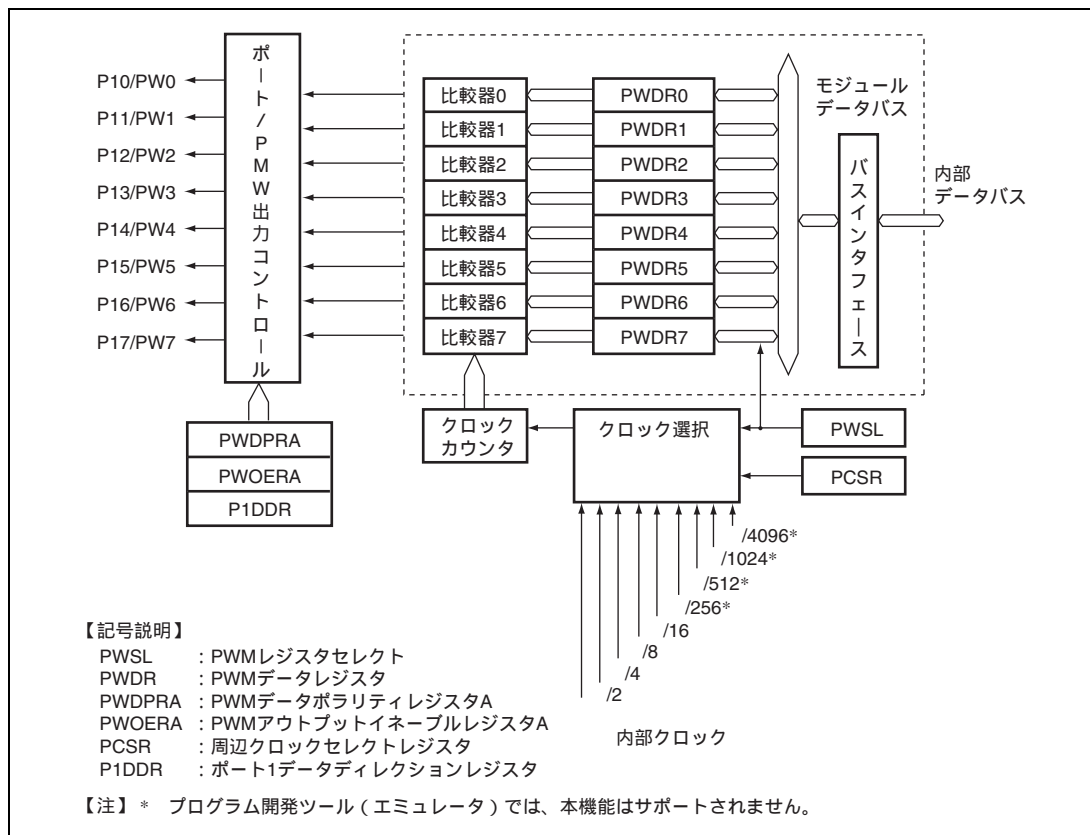 ポート/PMW出力コントロール
P10/PW0
P11/PW1
P12/PW2
P13/PW3
P14/PW4
P15/PW5
P16/PW6
P17/PW7
比較器0
PWDR0
比較器1
PWDR1
比較器2
PWDR2
比較器3
PWDR3
比較器4
PWDR4
比較器5
PWDR5
比較器6
PWDR6
比較器7
PWDR7
モジュール
データバス
バスインタフェース
内部
データバス
PWDPRA
PWOERA
P1DDR
クロック
カウンタ
クロック選択
PWSL
PCSR
/4096*
/1024*
/512*
/256*
/16
/8
/4
/2
内部クロック
【記号説明】
PWSL :PWMレジスタセレクト
PWDR :PWMデータレジスタ
PWDPRA :PWMデータポラリティレジスタA
PWOERA :PWMアウトプットイネーブルレジスタA
PCSR :周辺クロックセレクトレジスタ
P1DDR :ポート1データディレクションレジスタ
【注】 * プログラム開発ツール(エミュレータ)では、本機能はサポートされません。